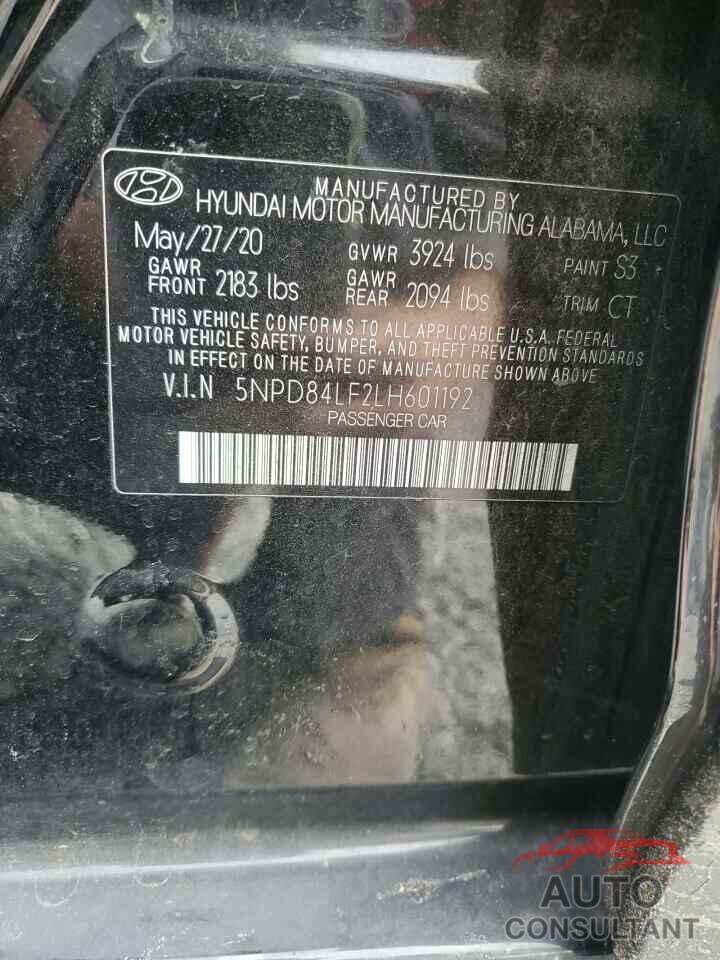 MANUFACTURED BY
HYUNDAI MOTOR MANUFACTURING ALABAMA, LLC
May/27/20 GVWR 3924 lbs PAINT S3
GAWR FRONT 2183 lbs GAWR REAR 2094 lbs TRIM CT
THIS VEHICLE CONFORMS TO ALL APPLICABLE U.S.A. FEDERAL
MOTOR VEHICLE SAFETY, BUMPER, AND THEFT PREVENTION STANDARDS
IN EFFECT ON THE DATE OF MANUFACTURE SHOWN ABOVE
V.I.N 5NPD84LF2LH601192
PASSENGER CAR
AUTO
CONSULTANT